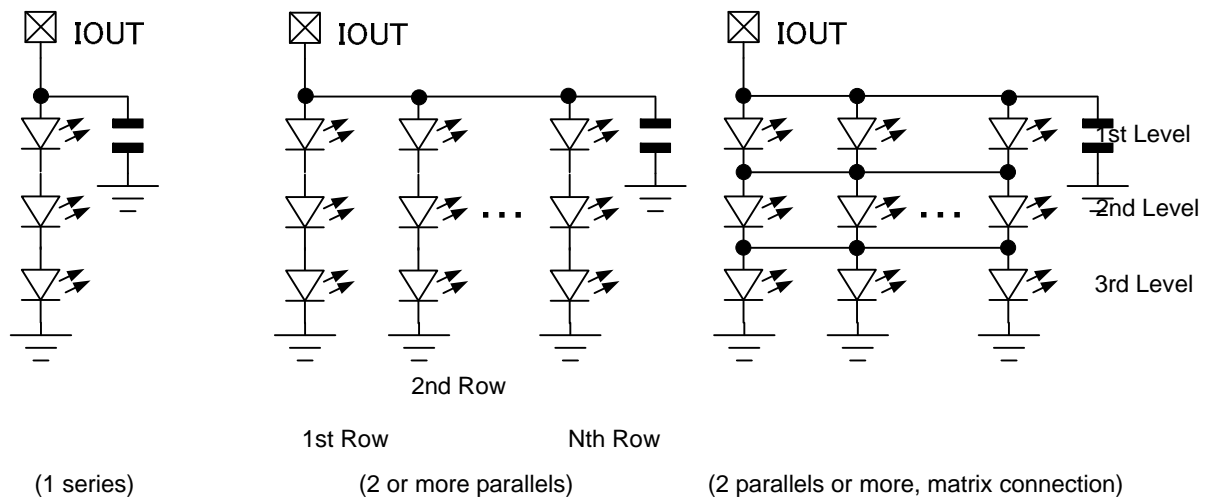 IOUT
IOUT
IOUT
1st Level
2nd Level
3rd Level
2nd Row
1st Row
Nth Row
(1 series)
(2 or more parallels)
(2 parallels or more, matrix connection)